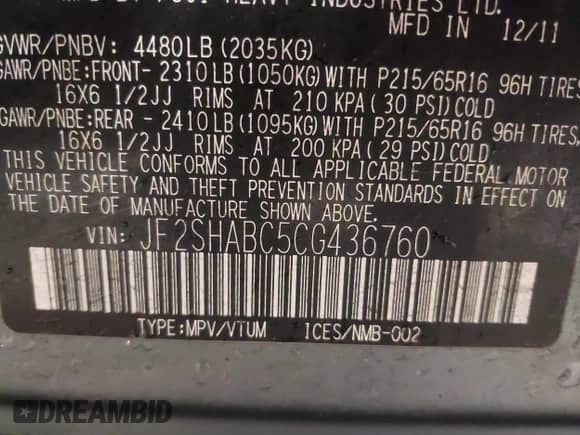 HEAVY INDUSTRIES LTD.
MFD IN 12/11
GVWR/PNBV: 4480LB (2035KG)
GAWR/PNBE:FRONT- 2310LB(1050KG)WITH P215/65R16 96H TIRES
16X6 1/2JJ RIMS AT 210 KPA(30 PSI)COLD
GAWR/PNBE:REAR - 2410LB(1095KG)WITH P215/65R16 96H TIRES,
16X6 1/2JJ RIMS AT 200 KPA(29 PSI)COLD.
THIS VEHICLE CONFORMS TO ALL APPLICABLE FEDERAL MOTOR
VEHICLE SAFETY AND THEFT PREVENTION STANDARDS IN EFFECT ON
THE DATE OF MANUFACTURE SHOWN ABOVE.
VIN: JF2SHABC5CG436760
TYPE:MPV/VTUM ICES/NMB-002
DREAMBID